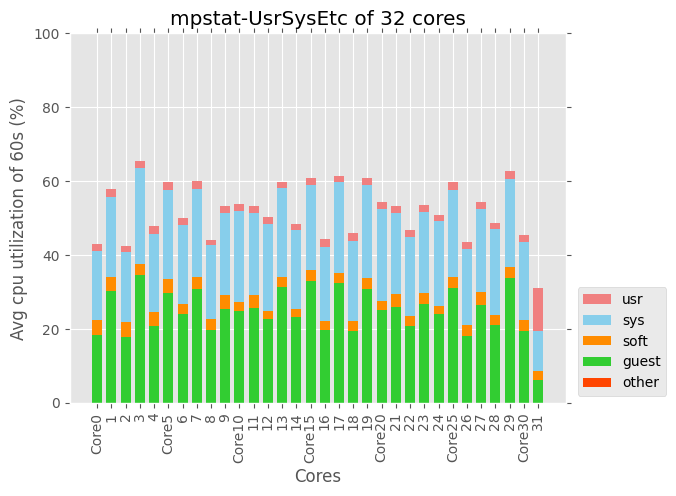 mpstat-UsrSysEtc of 32 cores
Avg cpu utilization of 60s (%)
100
80
60
40
20
0
Core0
1
2
3
4
Core5
6
7
8
9
Core10
11
12
13
14
Core15
16
17
18
19
Core20
21
22
23
24
Core25
26
27
28
29
Core30
31
Cores
usr
sys
soft
guest
other